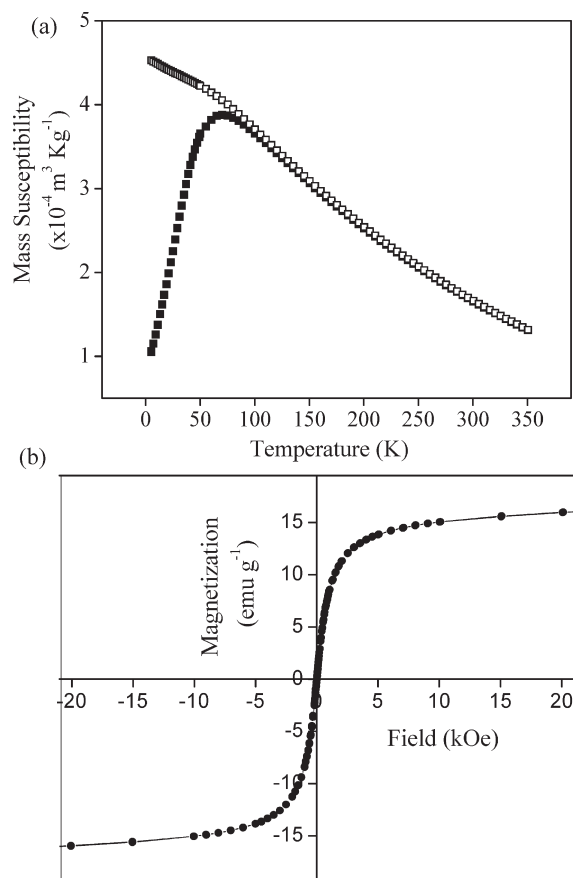 (a)
Mass Susceptibility
(x10⁻⁴ m³ Kg⁻¹)
5
4
3
2
1
0 50 100 150 200 250 300 350
Temperature (K)
(b)
Magnetization
(emu g⁻¹)
15
10
5
0
-20 -15 -10 -5 0 5 10 15 20
Field (kOe)
-5
-10
-15